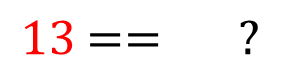 13 == ?